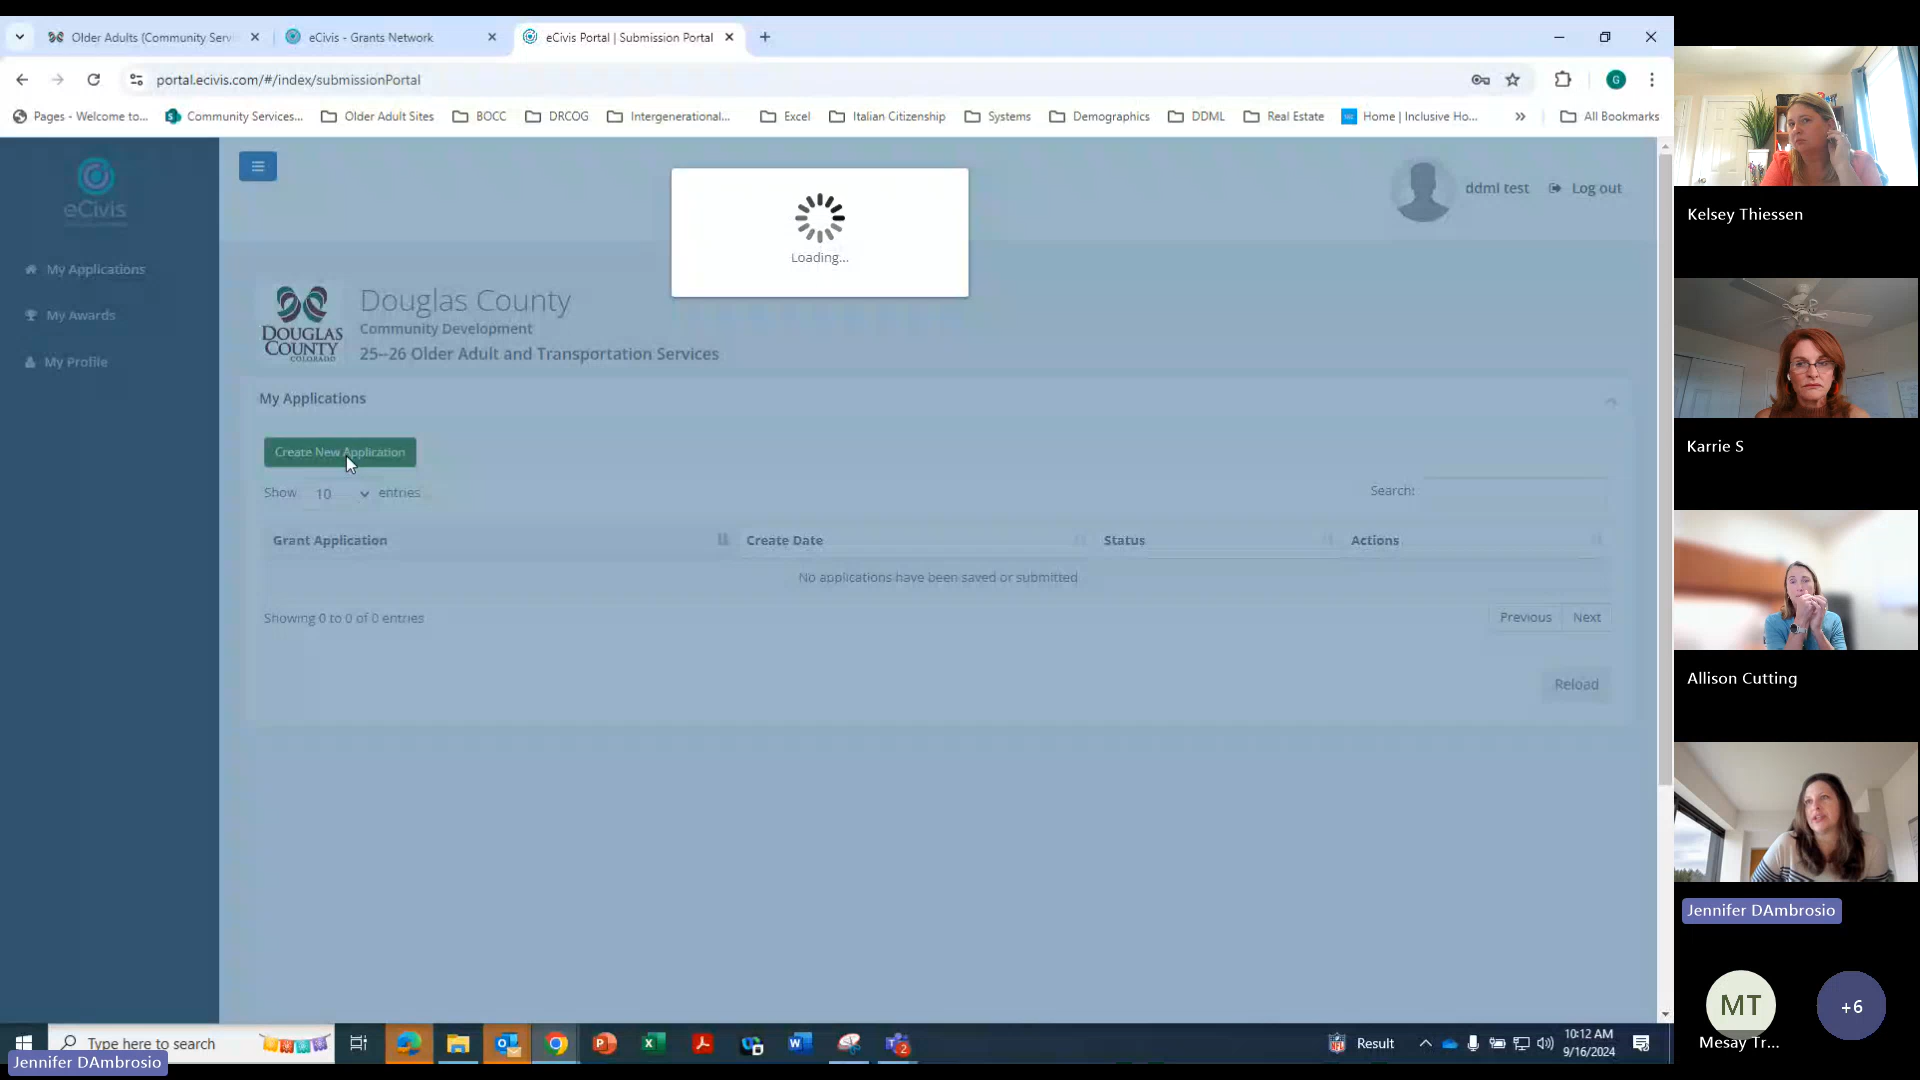 Older Adults (Community Servi
eCivis - Grants Network
eCivis Portal | Submission Portal
portal.ecivis.com/#/index/submissionPortal
G
Pages - Welcome to...
Community Services...
Older Adult Sites
BOCC
DRCOG
Intergenerational...
Excel
Italian Citizenship
Systems
Demographics
DDML
Real Estate
Home | Inclusive Ho...
All Bookmarks
eCivis
My Applications
My Awards
My Profile
Loading...
ddml test
Log out
DOUGLAS
COUNTY
COLORADO
Douglas County
Community Development
25--26 Older Adult and Transportation Services
My Applications
Create New Application
Show 10 entries
Search:
Grant Application
Create Date
Status
Actions
No applications have been saved or submitted
Showing 0 to 0 of 0 entries
Previous
Next
Reload
Type here to search
Result
10:12 AM
9/16/2024
Jennifer DAmbrosio
Kelsey Thiessen
Karrie S
Allison Cutting
Jennifer DAmbrosio
MT
+6
Mesay Tr...